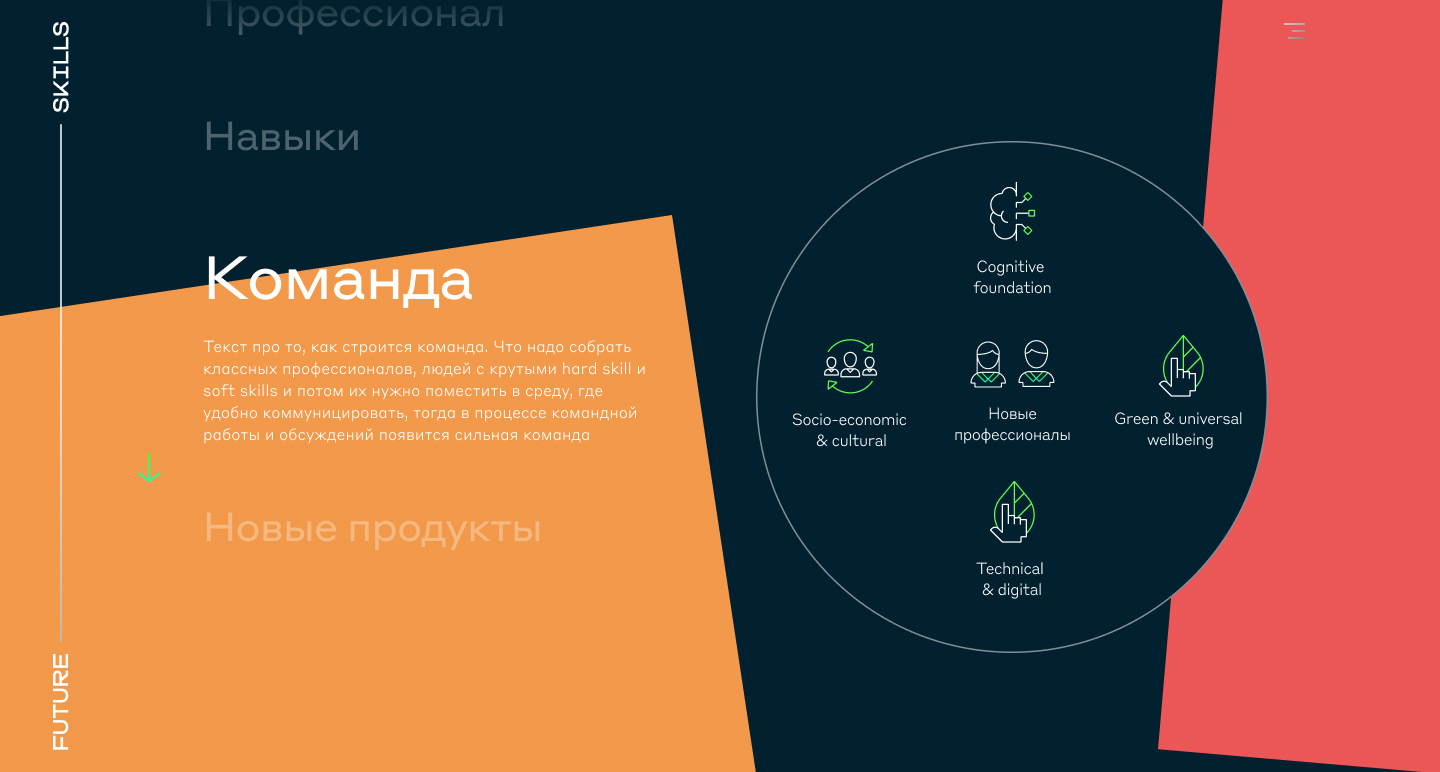 SKILLS
FUTURE
Профессионал
Навыки
Команда
Текст про то, как строится команда. Что надо собрать
классных профессионалов, людей с крутыми hard skill и
soft skills и потом их нужно поместить в среду, где
удобно коммуницировать, тогда в процессе командной
работы и обсуждений появится сильная команда
Новые продукты
Cognitive
foundation
Socio-economic
& cultural
Новые
профессионалы
Green & universal
wellbeing
Technical
& digital